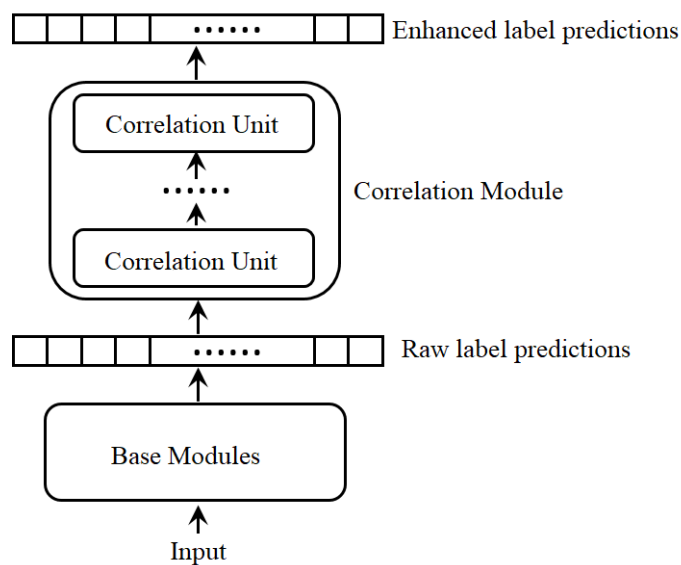 Enhanced label predictions
Correlation Unit
Correlation Module
Correlation Unit
Raw label predictions
Base Modules
Input